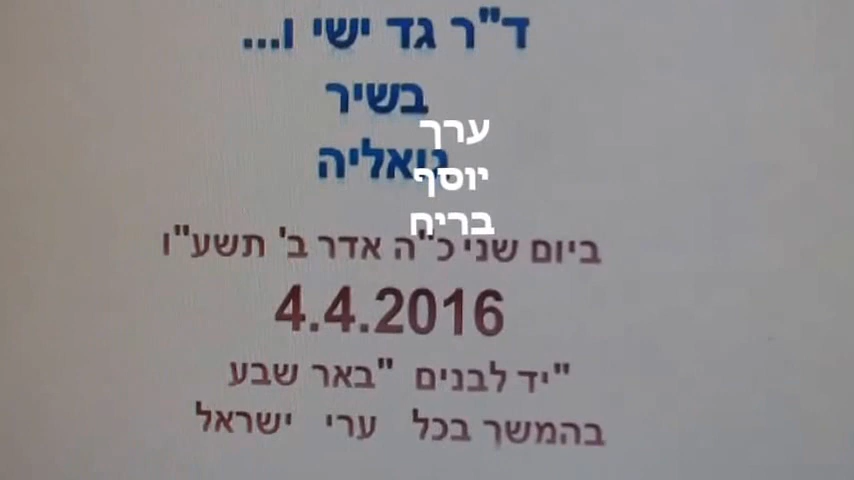 ד"ר גד ישי ו...
בשיר
ערך
גואליה
יוסף
בריח
ביום שני כ"ה אדר ב' תשע"ו
4.4.2016
"יד לבנים "באר שבע
בהמשך בכל ערי ישראל